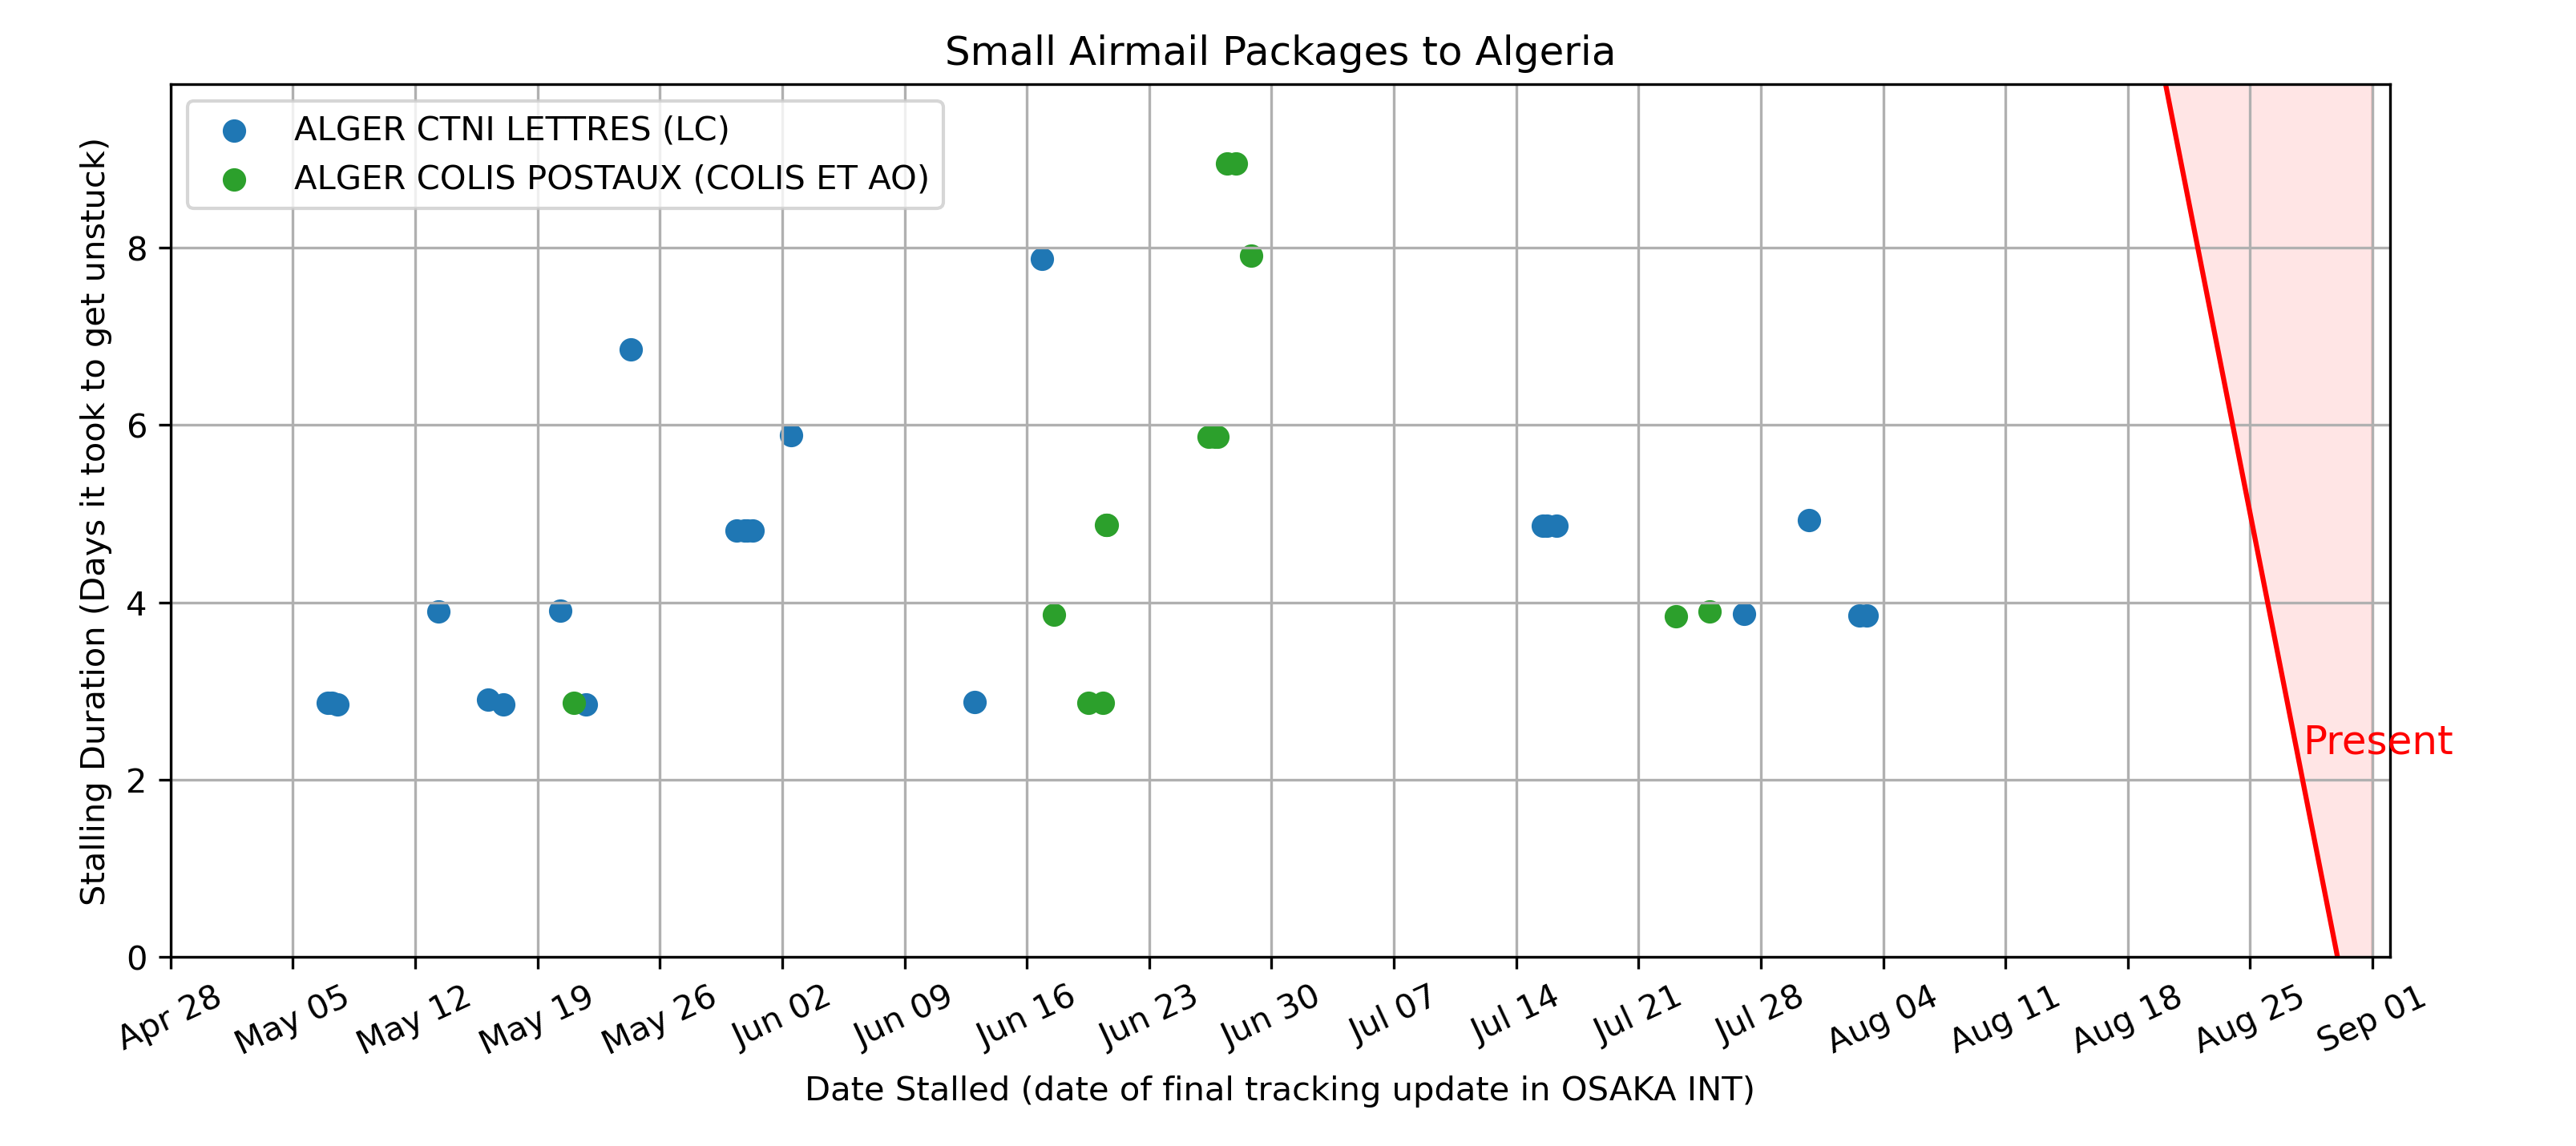 Small Airmail Packages to Algeria
ALGER CTNI LETTRES (LC)
ALGER COLIS POSTAUX (COLIS ET AO)
Stalling Duration (Days it took to get unstuck)
8
6
4
2
0
Present
Apr 28
May 05
May 12
May 19
May 26
Jun 02
Jun 09
Jun 16
Jun 23
Jun 30
Jul 07
Jul 14
Jul 21
Jul 28
Aug 04
Aug 11
Aug 18
Aug 25
Sep 01
Date Stalled (date of final tracking update in OSAKA INT)